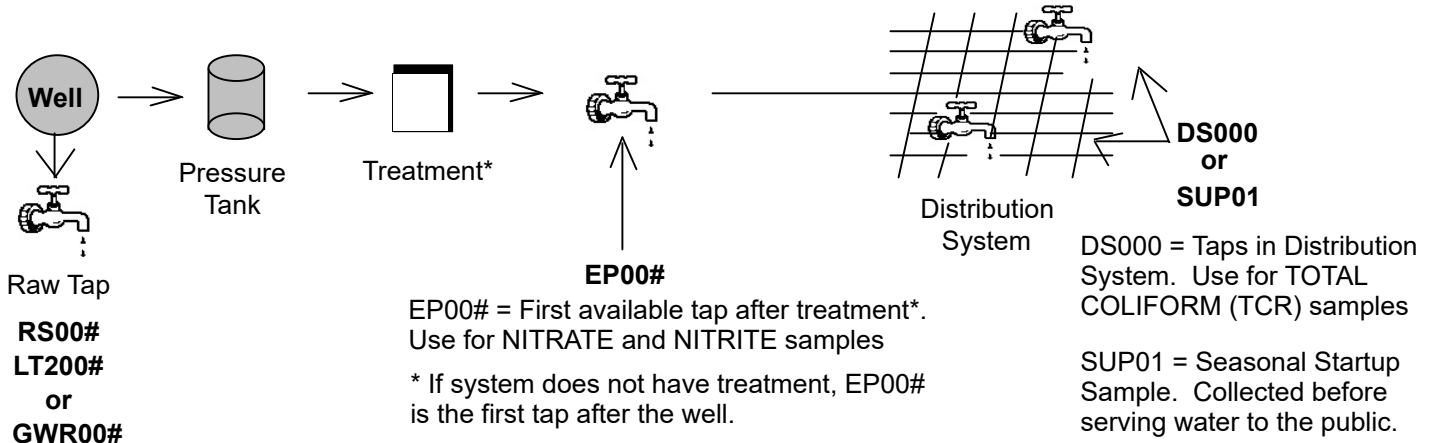 Well
Pressure
Tank
Treatment*
Raw Tap
RS00#
LT200#
or
GWR00#
EP00#
EP00# = First available tap after treatment*.
Use for NITRATE and NITRITE samples
* If system does not have treatment, EP00#
is the first tap after the well.
Distribution
System
DS000
or
SUP01
DS000 = Taps in Distribution
System. Use for TOTAL
COLIFORM (TCR) samples
SUP01 = Seasonal Startup
Sample. Collected before
serving water to the public.